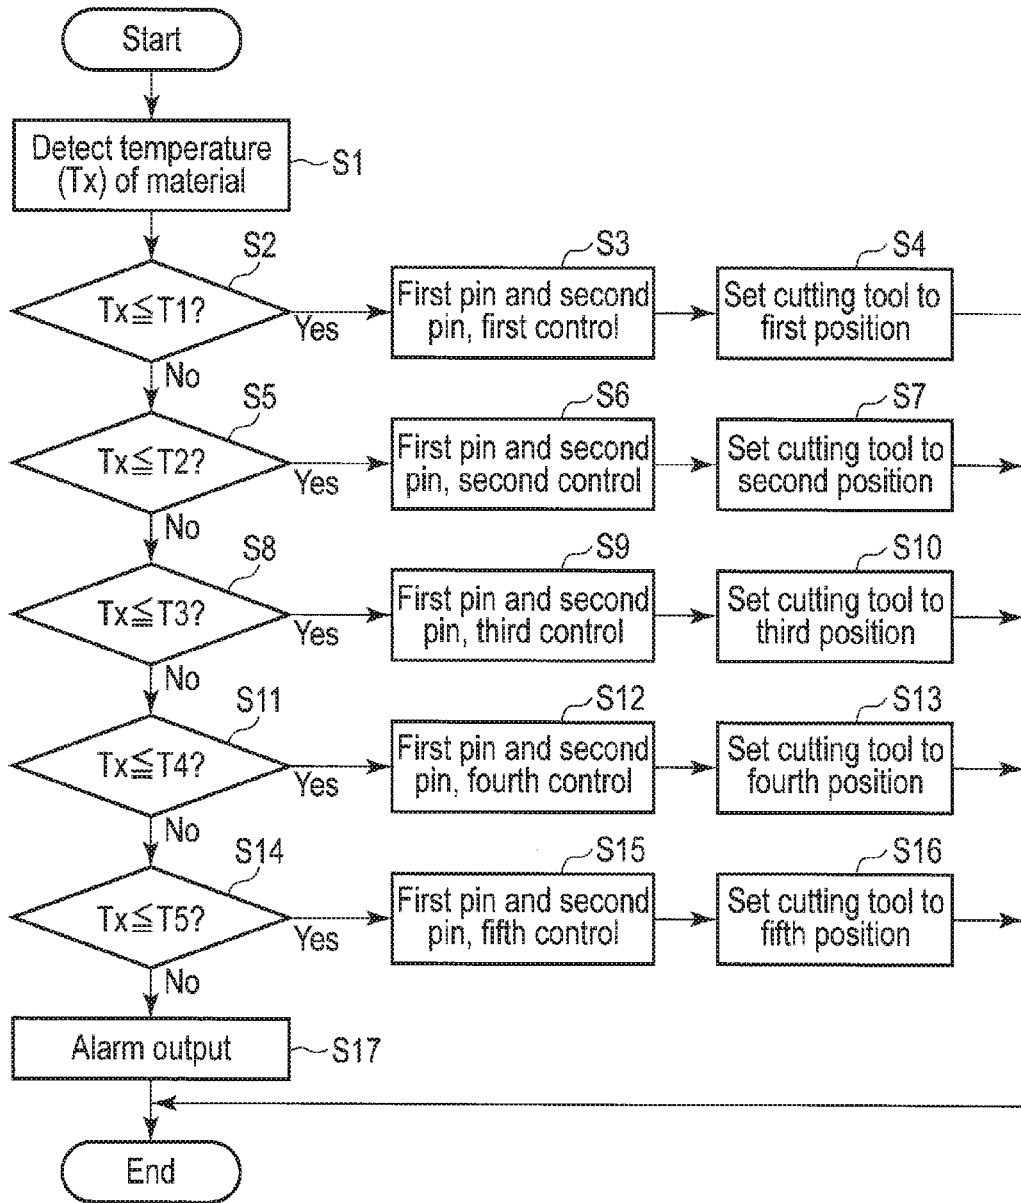 Start
Detect temperature
(Tx) of material
S1
S2
Tx≦T1?
Yes
No
S3
First pin and second
pin, first control
S4
Set cutting tool to
first position
S5
Tx≦T2?
Yes
No
S6
First pin and second
pin, second control
S7
Set cutting tool to
second position
S8
Tx≦T3?
Yes
No
S9
First pin and second
pin, third control
S10
Set cutting tool to
third position
S11
Tx≦T4?
Yes
No
S12
First pin and second
pin, fourth control
S13
Set cutting tool to
fourth position
S14
Tx≦T5?
Yes
No
S15
First pin and second
pin, fifth control
S16
Set cutting tool to
fifth position
Alarm output
S17
End